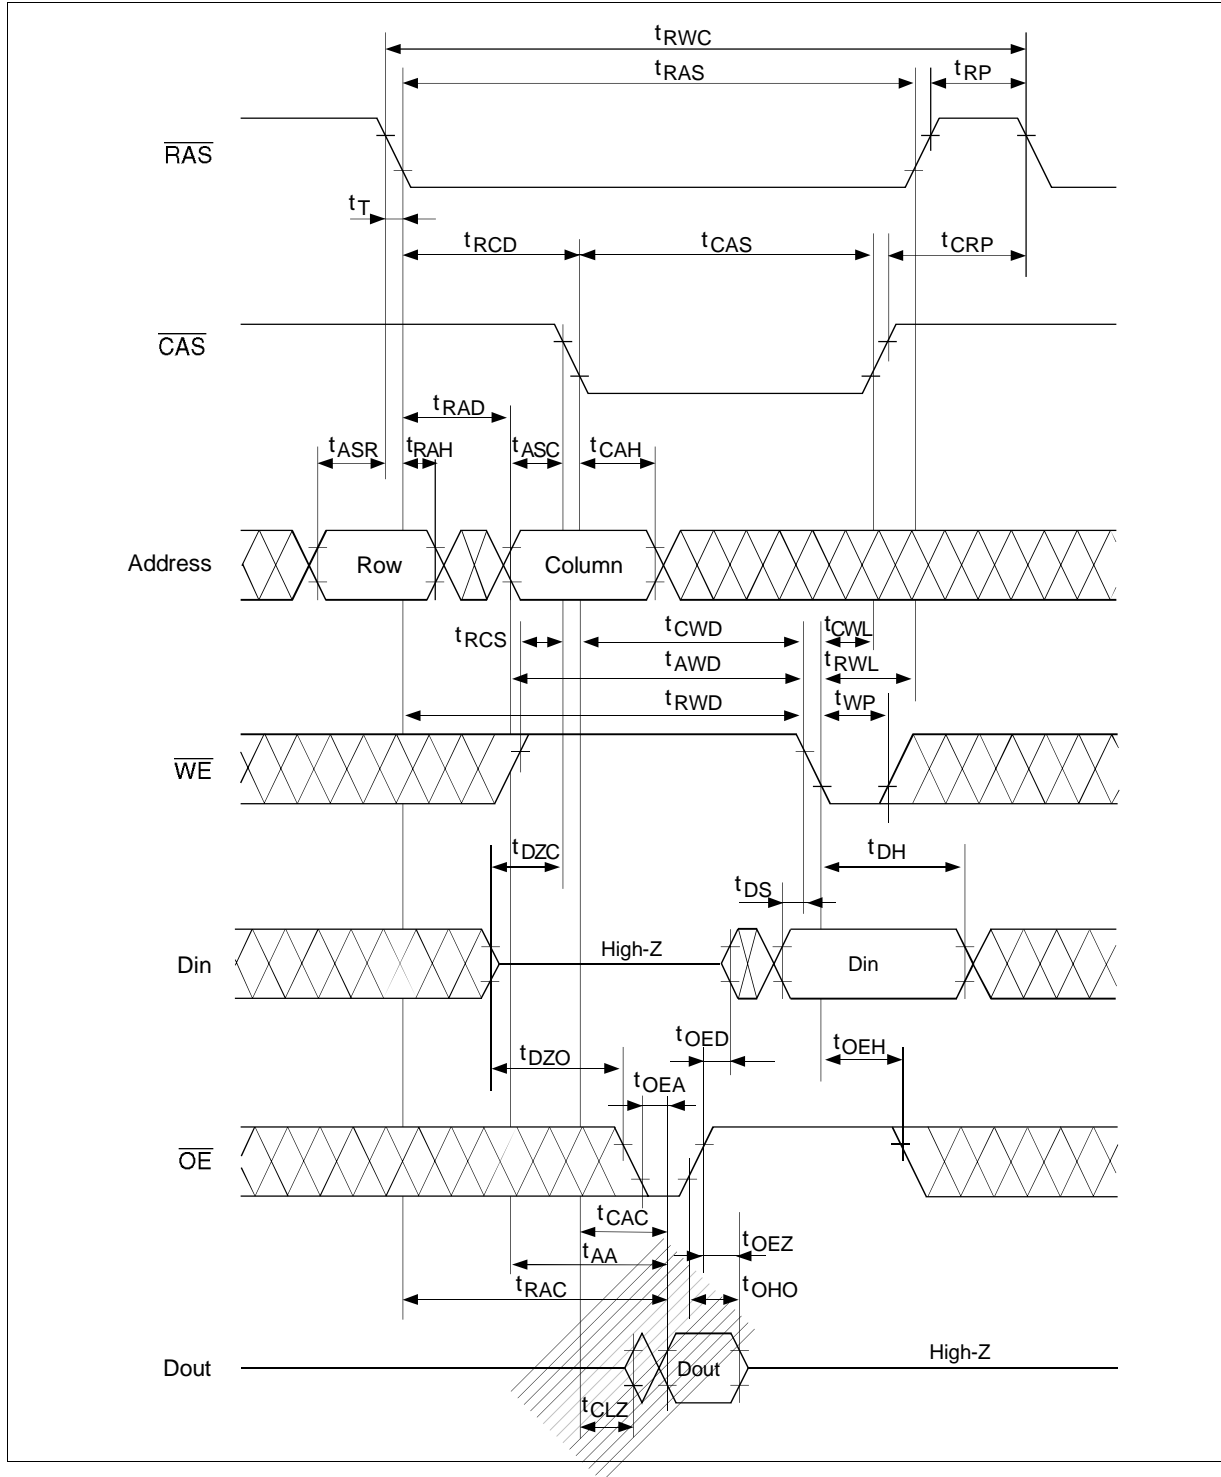 tRWC
tRAS
tRP
RAS
tT
tRCD
tCAS
tCRP
CAS
tRAD
tASR
tRAH
tASC
tCAH
Address
Row
Column
tRCS
tCWD
tCWL
tAWD
tRWL
tRWD
tWP
WE
tDZC
tDH
tDS
Din
High-Z
Din
tDZO
tOED
tOEH
tOEA
OE
tCAC
tAA
tOEZ
tRAC
tOHO
Dout
Dout
High-Z
tCLZ